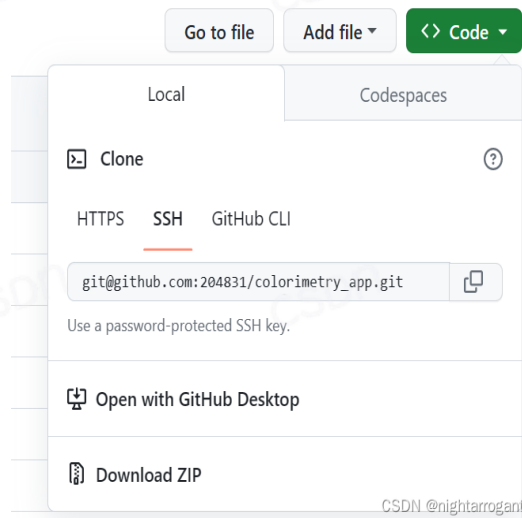 Go to file Add file Code
Local Codespaces
Clone
HTTPS SSH GitHub CLI
git@github.com:204831/colorimetry_app.git
Use a password-protected SSH key.
Open with GitHub Desktop
Download ZIP
CSDN @nightarrogant